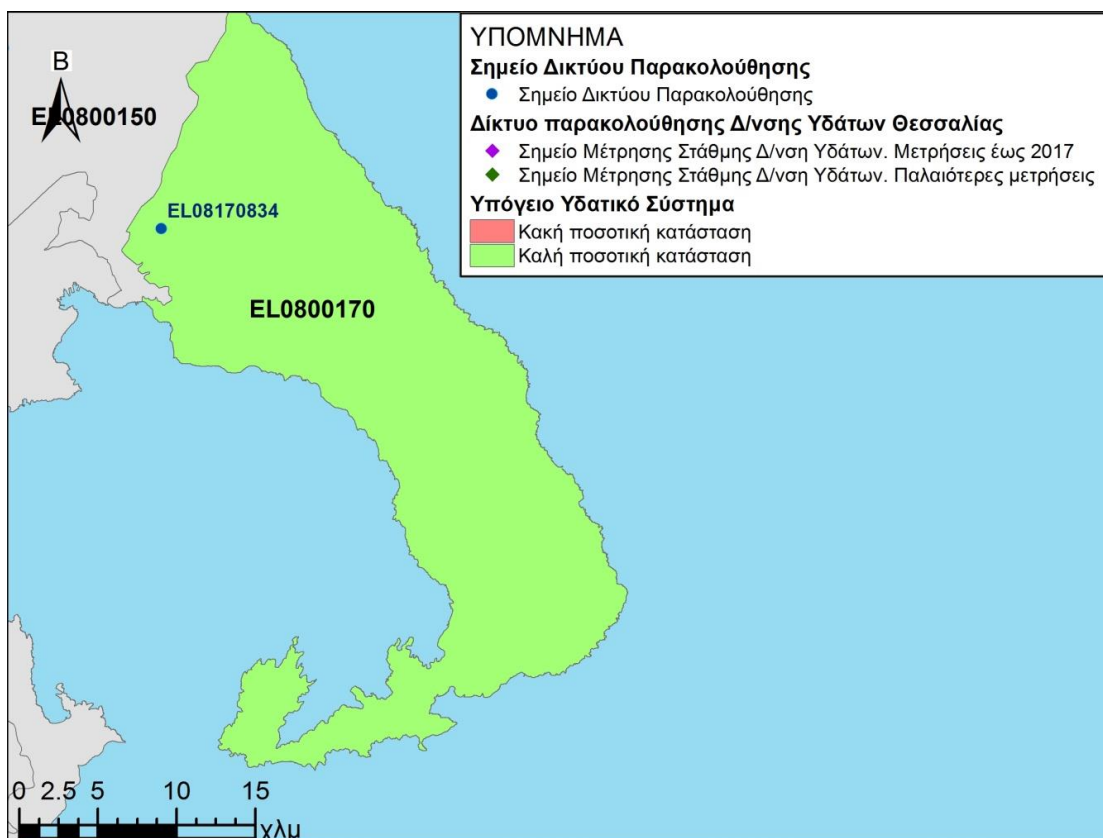 ΥΠΟΜΝΗΜΑ
Σημείο Δικτύου Παρακολούθησης
Σημείο Δικτύου Παρακολούθησης
Δίκτυο παρακολούθησης Δ/νσης Υδάτων Θεσσαλίας
Σημείο Μέτρησης Στάθμης Δ/νση Υδάτων. Μετρήσεις έως 2017
Σημείο Μέτρησης Στάθμης Δ/νση Υδάτων. Παλαιότερες μετρήσεις
Υπόγειο Υδατικό Σύστημα
Κακή ποσοτική κατάσταση
Καλή ποσοτική κατάσταση
Β
EL0800150
EL08170834
EL0800170
0 2.5 5 10 15
χλμ